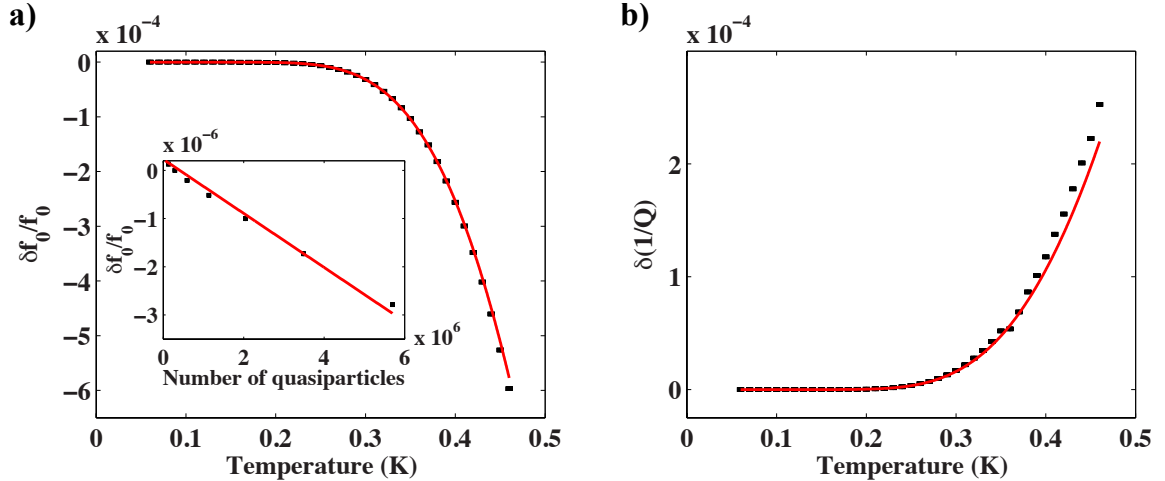 a)
x 10⁻⁴
0
−1
−2
−3
−4
−5
−6
δf₀/f₀
0
0.1
0.2
0.3
0.4
0.5
Temperature (K)
x 10⁻⁶
0
−1
−2
−3
δf₀/f₀
0
2
4
6
x 10⁶
Number of quasiparticles
b)
x 10⁻⁴
2
1
0
δ(1/Q)
0
0.1
0.2
0.3
0.4
0.5
Temperature (K)